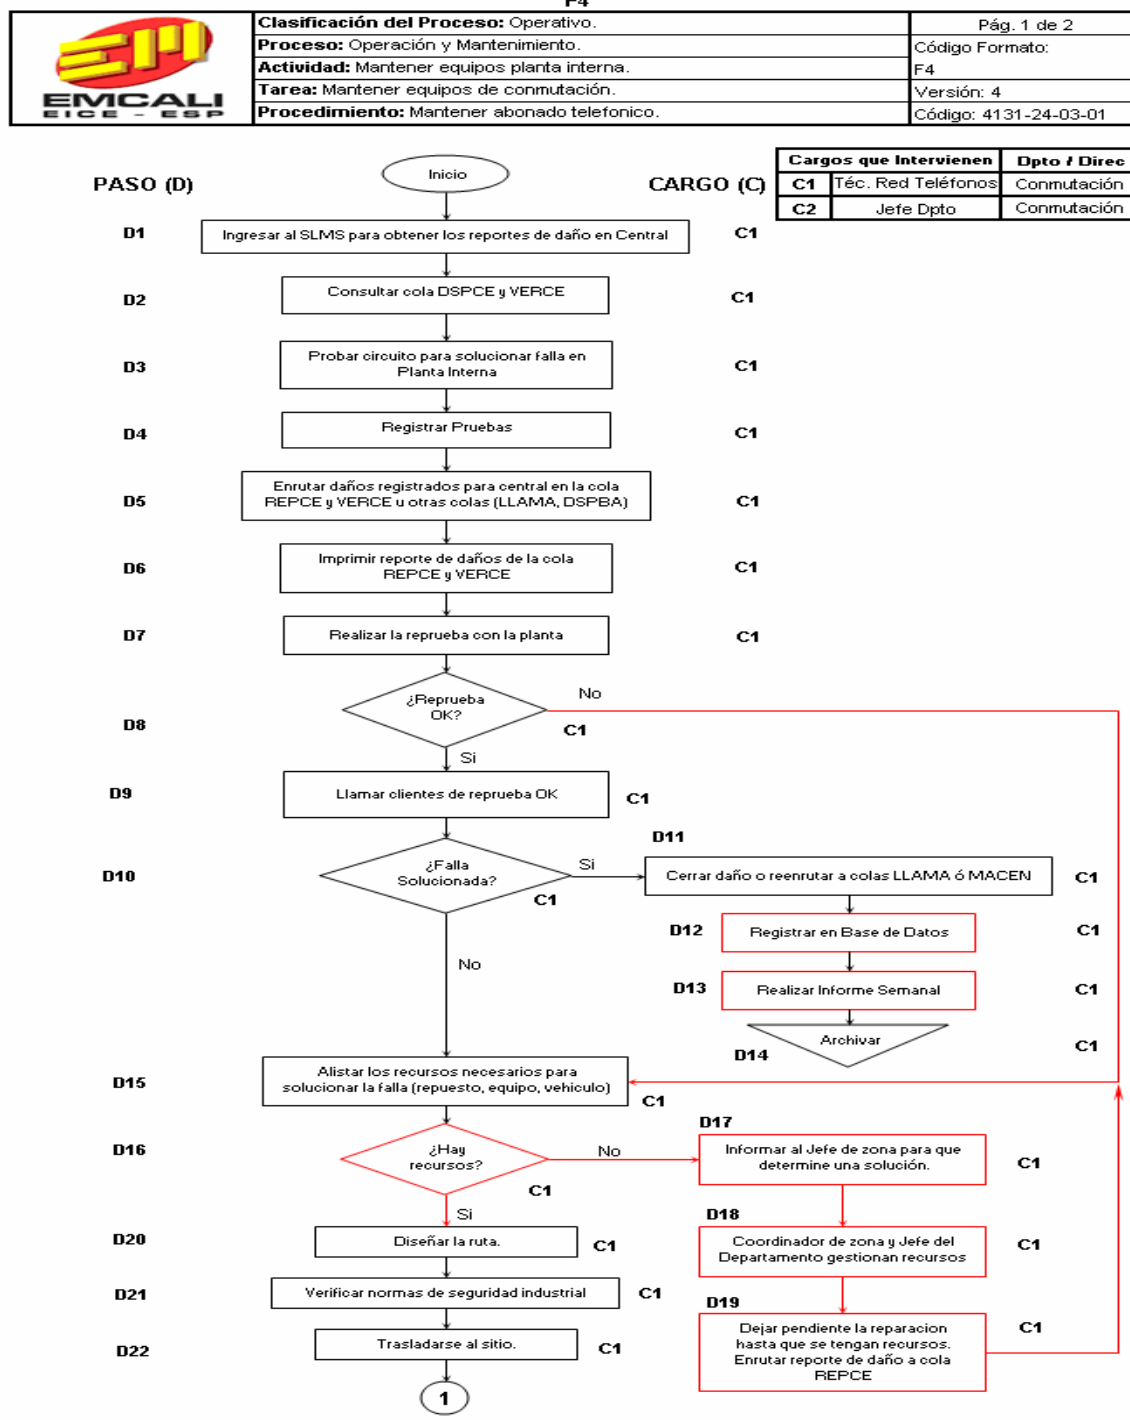 F4
Clasificación del Proceso: Operativo.
Pág. 1 de 2
Proceso: Operación y Mantenimiento.
Código Formato:
Actividad: Mantener equipos planta interna.
F4
Tarea: Mantener equipos de conmutación.
Versión: 4
Procedimiento: Mantener abonado telefonico.
Código: 4131-24-03-01
EMCALI
EICE - ESP
Cargos que Intervienen
Dpto / Direc
C1 Téc. Red Teléfonos Conmutación
C2 Jefe Dpto Conmutación
PASO (D)
Inicio
CARGO (C)
D1
Ingresar al SLMS para obtener los reportes de daño en Central
C1
D2
Consultar cola DSPCE y VERCE
C1
D3
Probar circuito para solucionar falla en
Planta Interna
C1
D4
Registrar Pruebas
C1
D5
Enrutar daños registrados para central en la cola
REPCE y VERCE u otras colas (LLAMA, DSPBA)
C1
D6
Imprimir reporte de daños de la cola
REPCE y VERCE
C1
D7
Realizar la reprueba con la planta
C1
D8
¿Reprueba
OK?
No
C1
Si
D9
Llamar clientes de reprueba OK
C1
D10
¿Falla
Solucionada?
Si
C1
No
D11
Cerrar daño o reenrutar a colas LLAMA ó MACEN
C1
D12
Registrar en Base de Datos
C1
D13
Realizar Informe Semanal
C1
D14
Archivar
C1
D15
Alistar los recursos necesarios para
solucionar la falla (repuesto, equipo, vehiculo)
C1
D16
¿Hay
recursos?
No
C1
Si
D17
Informar al Jefe de zona para que
determine una solución.
C1
D18
Coordinador de zona y Jefe del
Departamento gestionan recursos
C1
D19
Dejar pendiente la reparacion
hasta que se tengan recursos.
Enrutar reporte de daño a cola
REPCE
C1
D20
Diseñar la ruta.
C1
D21
Verificar normas de seguridad industrial
C1
D22
Trasladarse al sitio.
C1
1